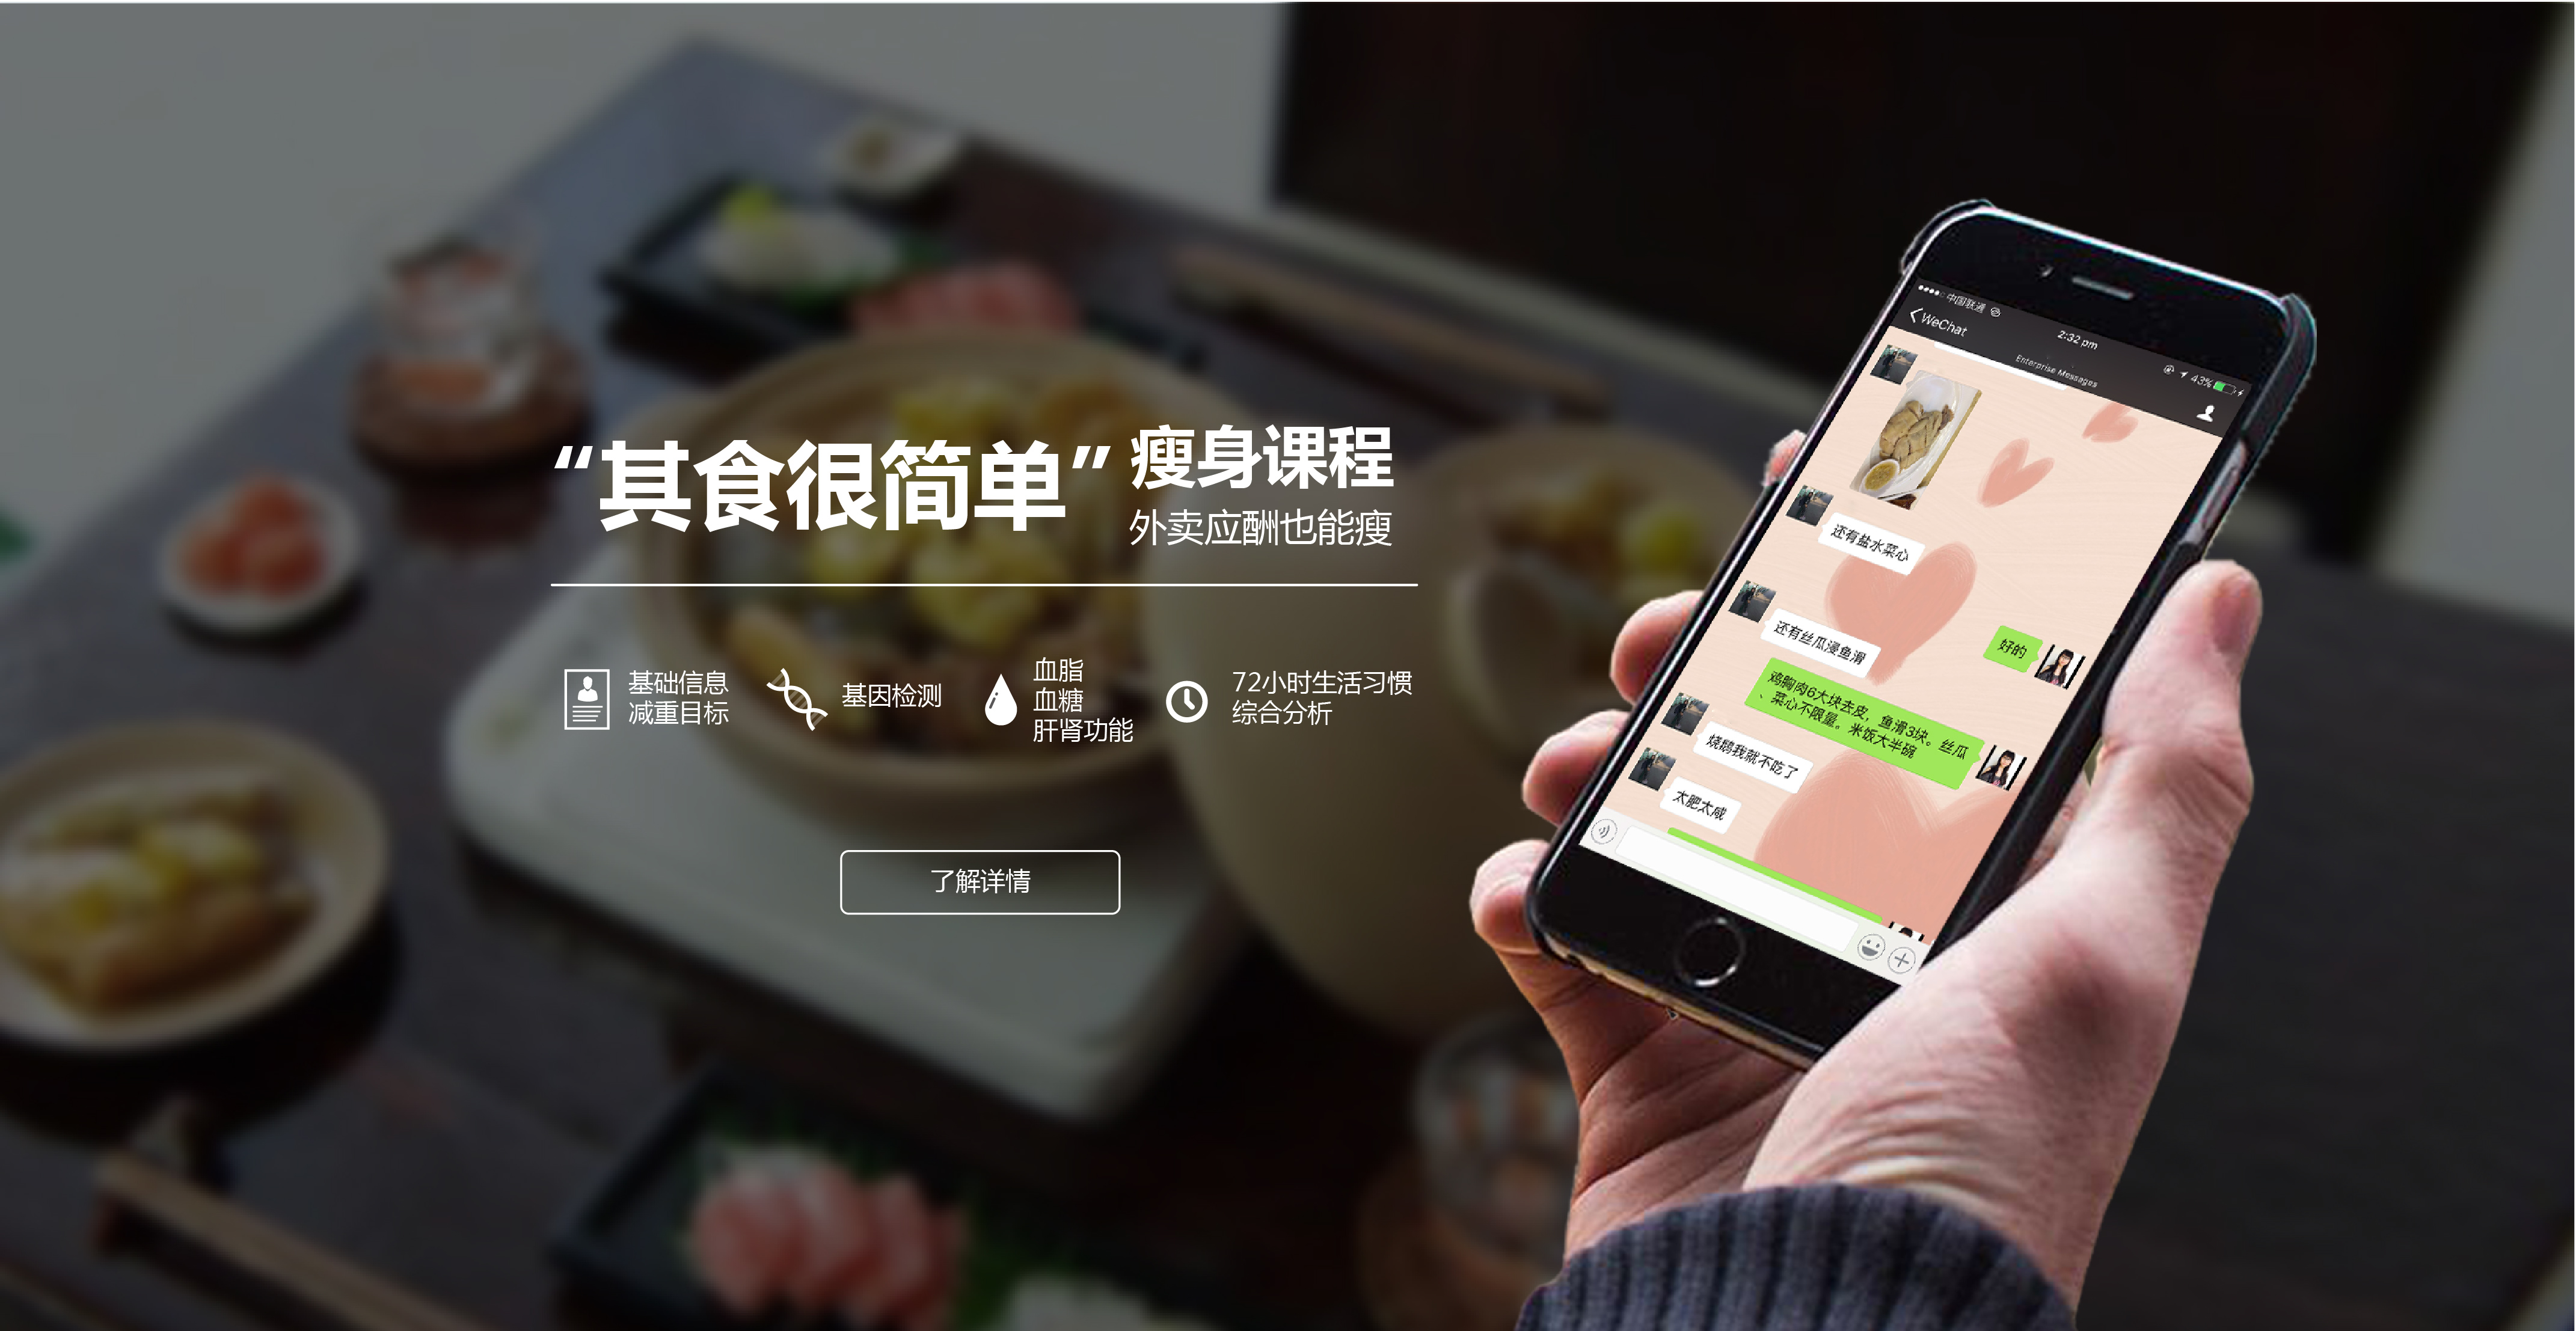 “其食很简单”
瘦身课程
外卖应酬也能瘦
基础信息
减重目标
基因检测
血脂
血糖
肝肾功能
72小时生活习惯
综合分析
了解详情
中国联通
2:32 pm
43%
WeChat
Enterprise Messages
还有盐水菜心
还有丝瓜浸鱼滑
好的
鸡胸肉6大块去皮，鱼滑3块。丝瓜
、菜心不限量。米饭大半碗
烧鹅我就不吃了
太肥太咸